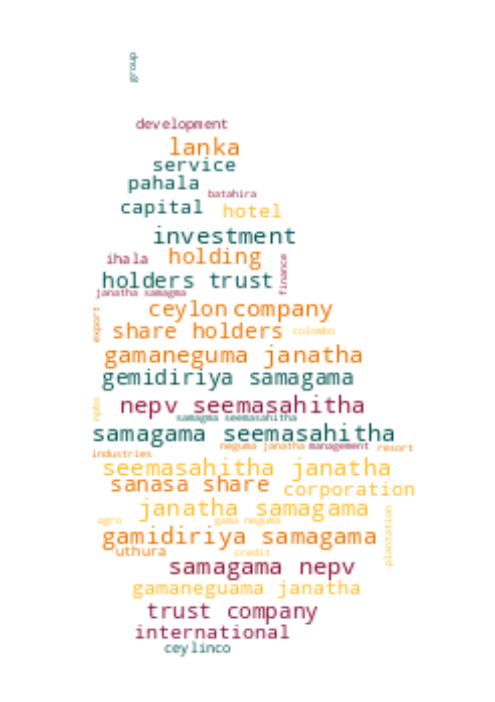 group
development
lanka
service
pahala
batahira
capital hotel
investment
ihala holding
finance
holders trust
janatha samagma
ceylon company
export
share holders colombo
gamaneguma janatha
gemidiriya samagama
nepv seemasahitha
samagma seemasahitha
samagama seemasahitha
neguma janatha management resort
industries
seemasahitha janatha
sanasa share corporation
janatha samagama
agro gama neguma
plantation
gamidiriya samagama
uthura credit
samagama nepv
gamaneguama janatha
trust company
international
ceylinco